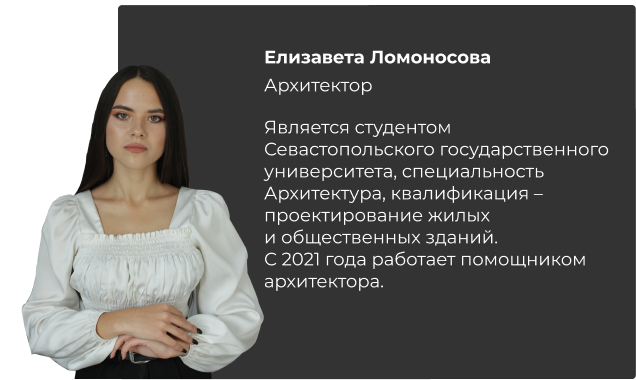 Елизавета Ломоносова
Архитектор
Является студентом
Севастопольского государственного
университета, специальность
Архитектура, квалификация –
проектирование жилых
и общественных зданий.
С 2021 года работает помощником
архитектора.